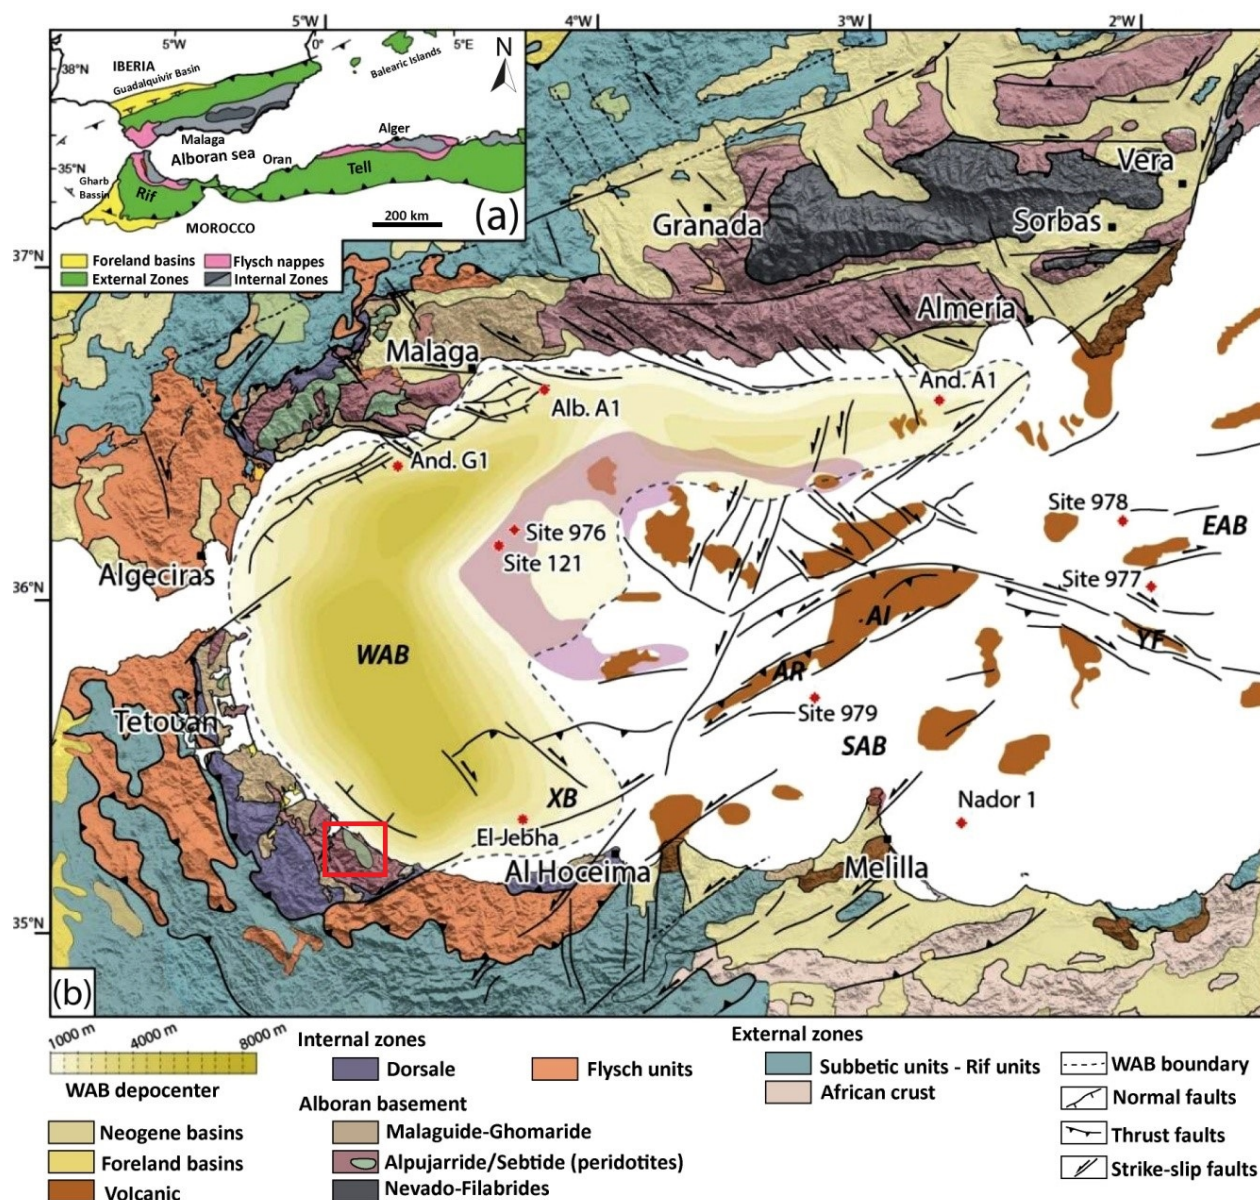 5°W
4°W
3°W
2°W
5°W
0°
5°E
N
38°N
IBERIA
Guadalquivir Basin
Balearic Islands
Malaga
Alger
Alboran sea
Oran
35°N
Tell
Gharb
Bassin
Rif
200 km
(a)
MOROCCO
Foreland basins
Flysch nappes
External Zones
Internal Zones
37°N
Vera
Granada
Sorbas
Almería
Malaga
And. A1
Alb. A1
And. G1
Site 978
EAB
Site 976
Site 121
Algeciras
36°N
Site 977
AI
YF
WAB
AR
Tetouan
Site 979
SAB
XB
Nador 1
El Jebha
Al Hoceima
Melilla
35°N
(b)
1000 m
4000 m
8000 m
WAB depocenter
Neogene basins
Foreland basins
Volcanic
Internal zones
Dorsale
Flysch units
Alboran basement
Malaguide-Ghomaride
Alpujarride/Sebtide (peridotites)
Nevado-Filabrides
External zones
Subbetic units - Rif units
African crust
WAB boundary
Normal faults
Thrust faults
Strike-slip faults